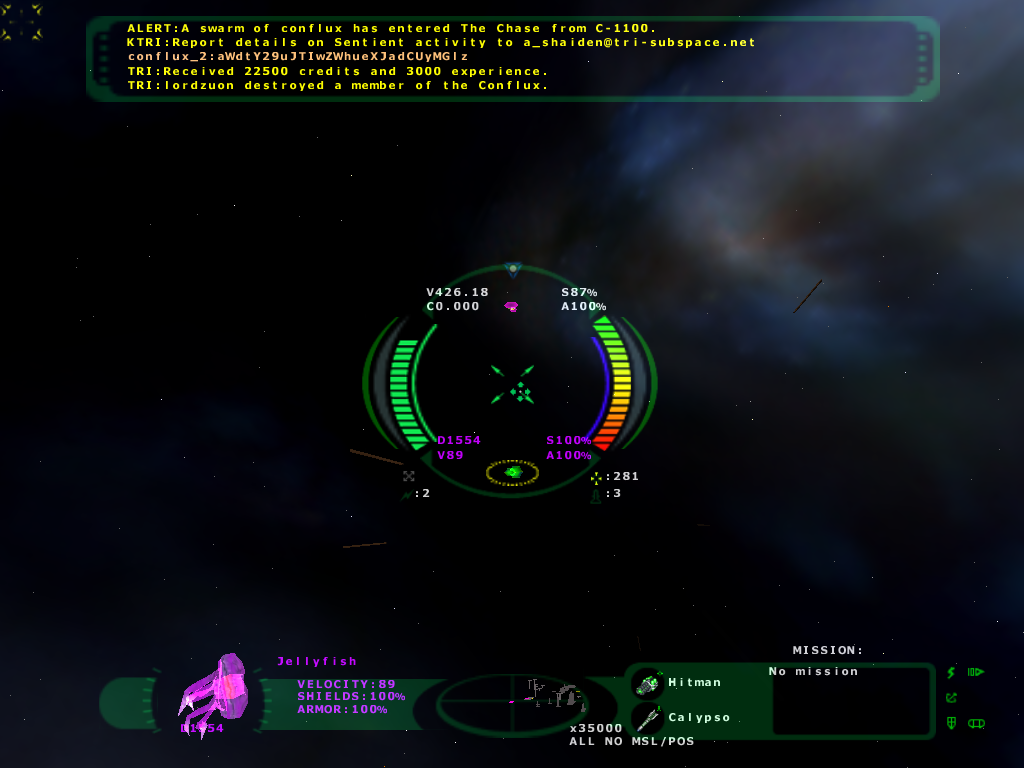 ALERT:A swarm of conflux has entered The Chase from C-1100.
KTRI:Report details on Sentient activity to a_shaiden@tri-subspace.net
conflux_2:aWdtY29uJTIwZWhueXJadCUyMGlz
TRI:Received 22500 credits and 3000 experience.
TRI:lordzuon destroyed a member of the Conflux.
V426.18 S87%
C0.000 A100%
D1554 S100%
V89 A100%
:281
:2 :3
MISSION:
No mission
Jellyfish
VELOCITY:89
SHIELDS:100%
ARMOR:100%
D1554
Hitman
Calypso
x35000
ALL NO MSL/POS